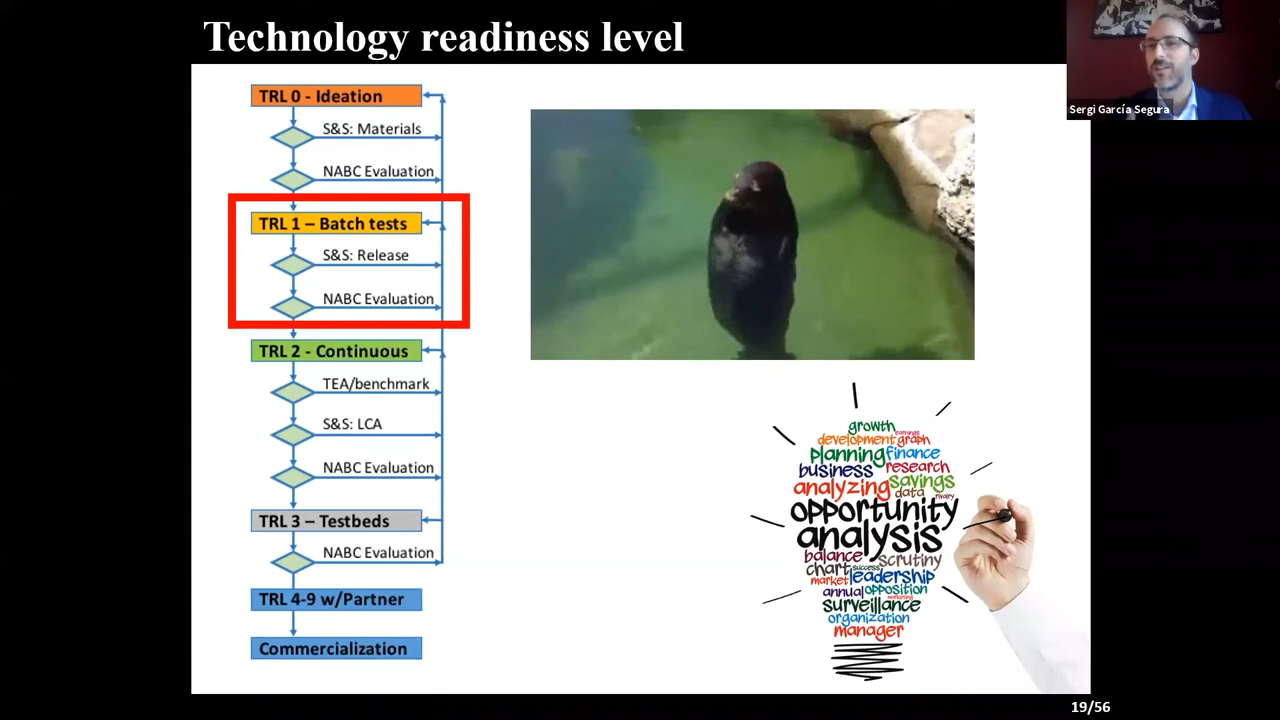 Technology readiness level
Sergi García Segura
TRL 0 - Ideation
S&S: Materials
NABC Evaluation
TRL 1 – Batch tests
S&S: Release
NABC Evaluation
TRL 2 - Continuous
TEA/benchmark
S&S: LCA
NABC Evaluation
TRL 3 – Testbeds
NABC Evaluation
TRL 4-9 w/Partner
Commercialization
growth
development graph
planning finance
business research
analyzing savings
data
opportunity
analysis
balance scrutiny
chart success
market leadership
annual opposition
surveillance
organization
manager
19/56